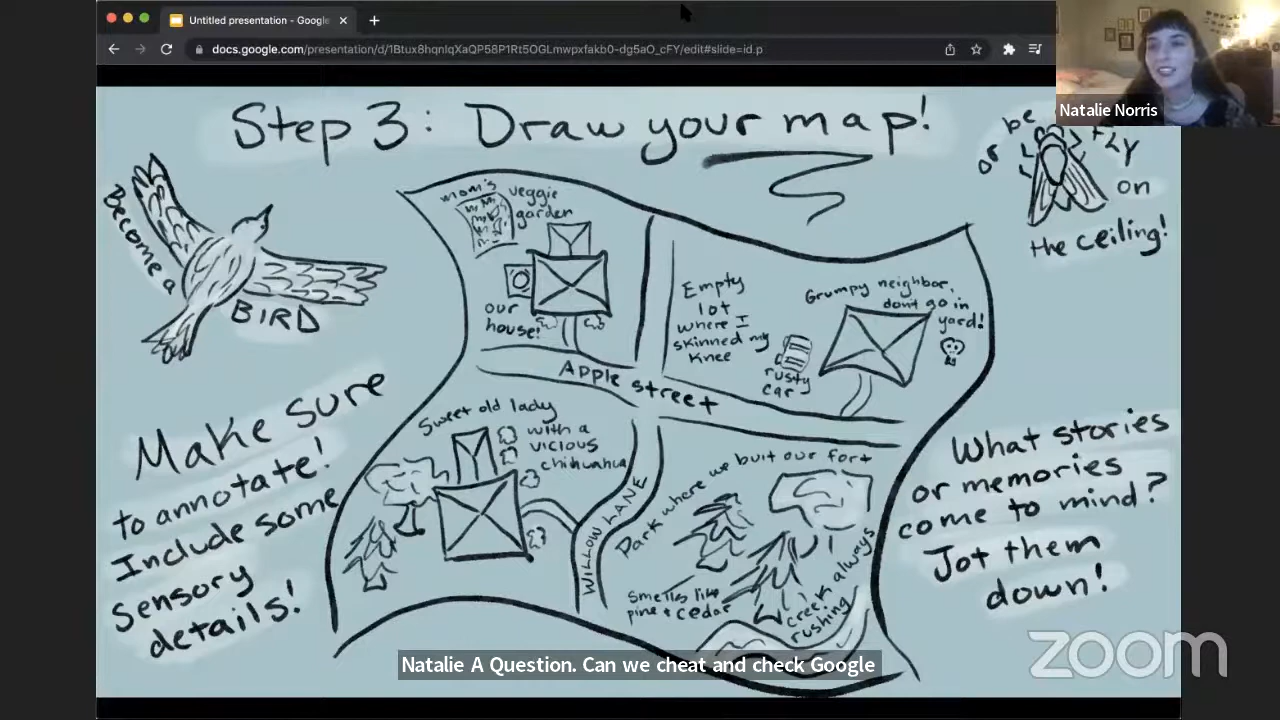 Untitled presentation - Google
docs.google.com/presentation/d/1Btux8hqnIqXaQP58P1Rt5OGLmwpxfakb0-dg5aO_cFY/edit#slide=id.p
Natalie Norris
Step 3: Draw your map!
Become a
BIRD
or be
FLY
on
the ceiling!
mom's
veggie
garden
our
house!
Empty
lot
where I
skinned my
knee
rusty
car
Grumpy neighbor,
dont go in
yard!
Apple street
Sweet old lady
with a
vicious
chihuahua
WILLOW LANE
Park where we buit our fort
Smells like
pine + cedar
creek always
rushing
Make sure
to annotate!
Include some
Sensory
details!
What stories
or memories
come to mind?
Jot them
down!
Natalie A Question. Can we cheat and check Google
zoom